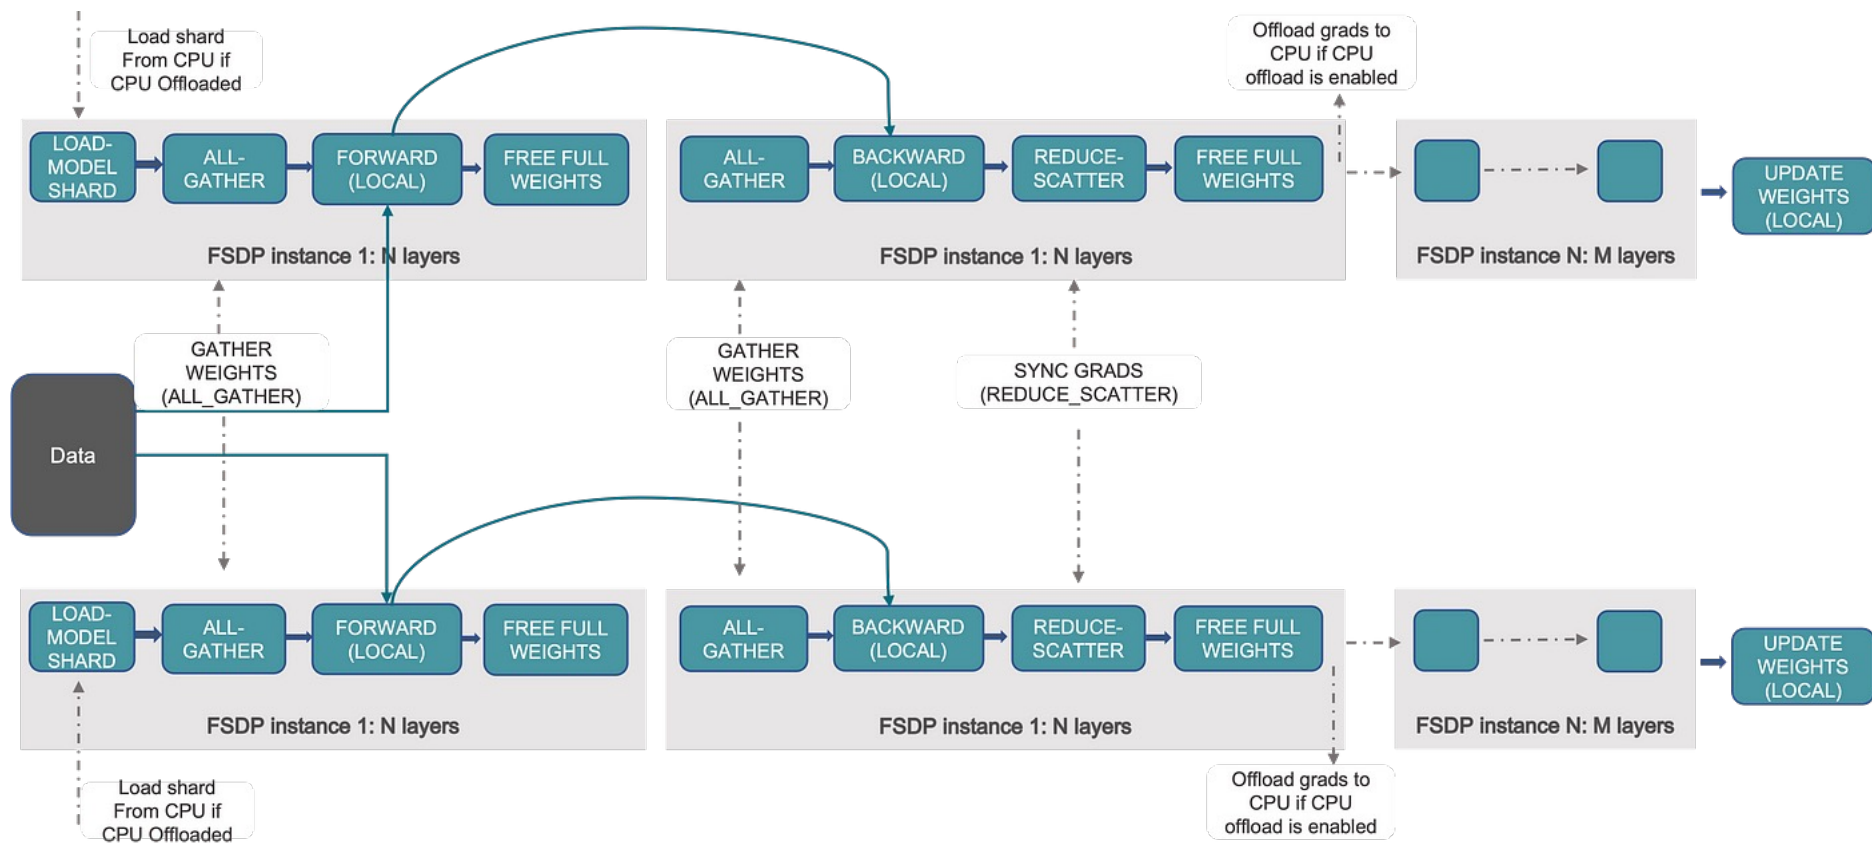 Load shard
From CPU if
CPU Offloaded
Offload grads to
CPU if CPU
offload is enabled
LOAD-
MODEL
SHARD
ALL-
GATHER
FORWARD
(LOCAL)
FREE FULL
WEIGHTS
FSDP instance 1: N layers
ALL-
GATHER
BACKWARD
(LOCAL)
REDUCE-
SCATTER
FREE FULL
WEIGHTS
FSDP instance 1: N layers
FSDP instance N: M layers
UPDATE
WEIGHTS
(LOCAL)
GATHER
WEIGHTS
(ALL_GATHER)
GATHER
WEIGHTS
(ALL_GATHER)
SYNC GRADS
(REDUCE_SCATTER)
Data
LOAD-
MODEL
SHARD
ALL-
GATHER
FORWARD
(LOCAL)
FREE FULL
WEIGHTS
FSDP instance 1: N layers
ALL-
GATHER
BACKWARD
(LOCAL)
REDUCE-
SCATTER
FREE FULL
WEIGHTS
FSDP instance 1: N layers
FSDP instance N: M layers
UPDATE
WEIGHTS
(LOCAL)
Load shard
From CPU if
CPU Offloaded
Offload grads to
CPU if CPU
offload is enabled